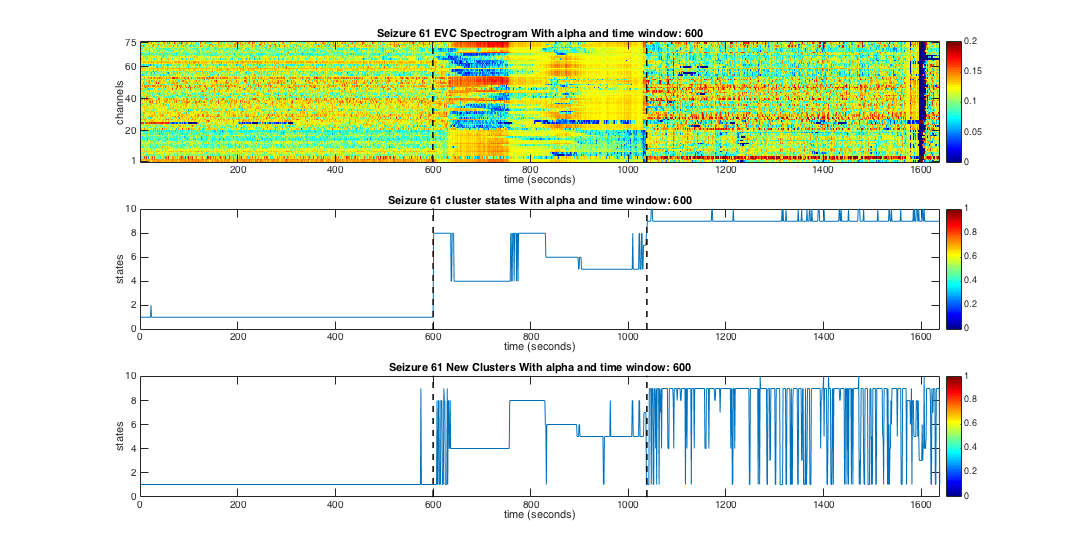 Seizure 61 EVC Spectrogram With alpha and time window: 600
channels
75
60
40
20
1
0 200 400 600 800 1000 1200 1400 1600
time (seconds)
0.2
0.15
0.1
0.05
0
Seizure 61 cluster states With alpha and time window: 600
states
10
8
6
4
2
0
0 200 400 600 800 1000 1200 1400 1600
time (seconds)
1
0.8
0.6
0.4
0.2
0
Seizure 61 New Clusters With alpha and time window: 600
states
10
8
6
4
2
0
0 200 400 600 800 1000 1200 1400 1600
time (seconds)
1
0.8
0.6
0.4
0.2
0